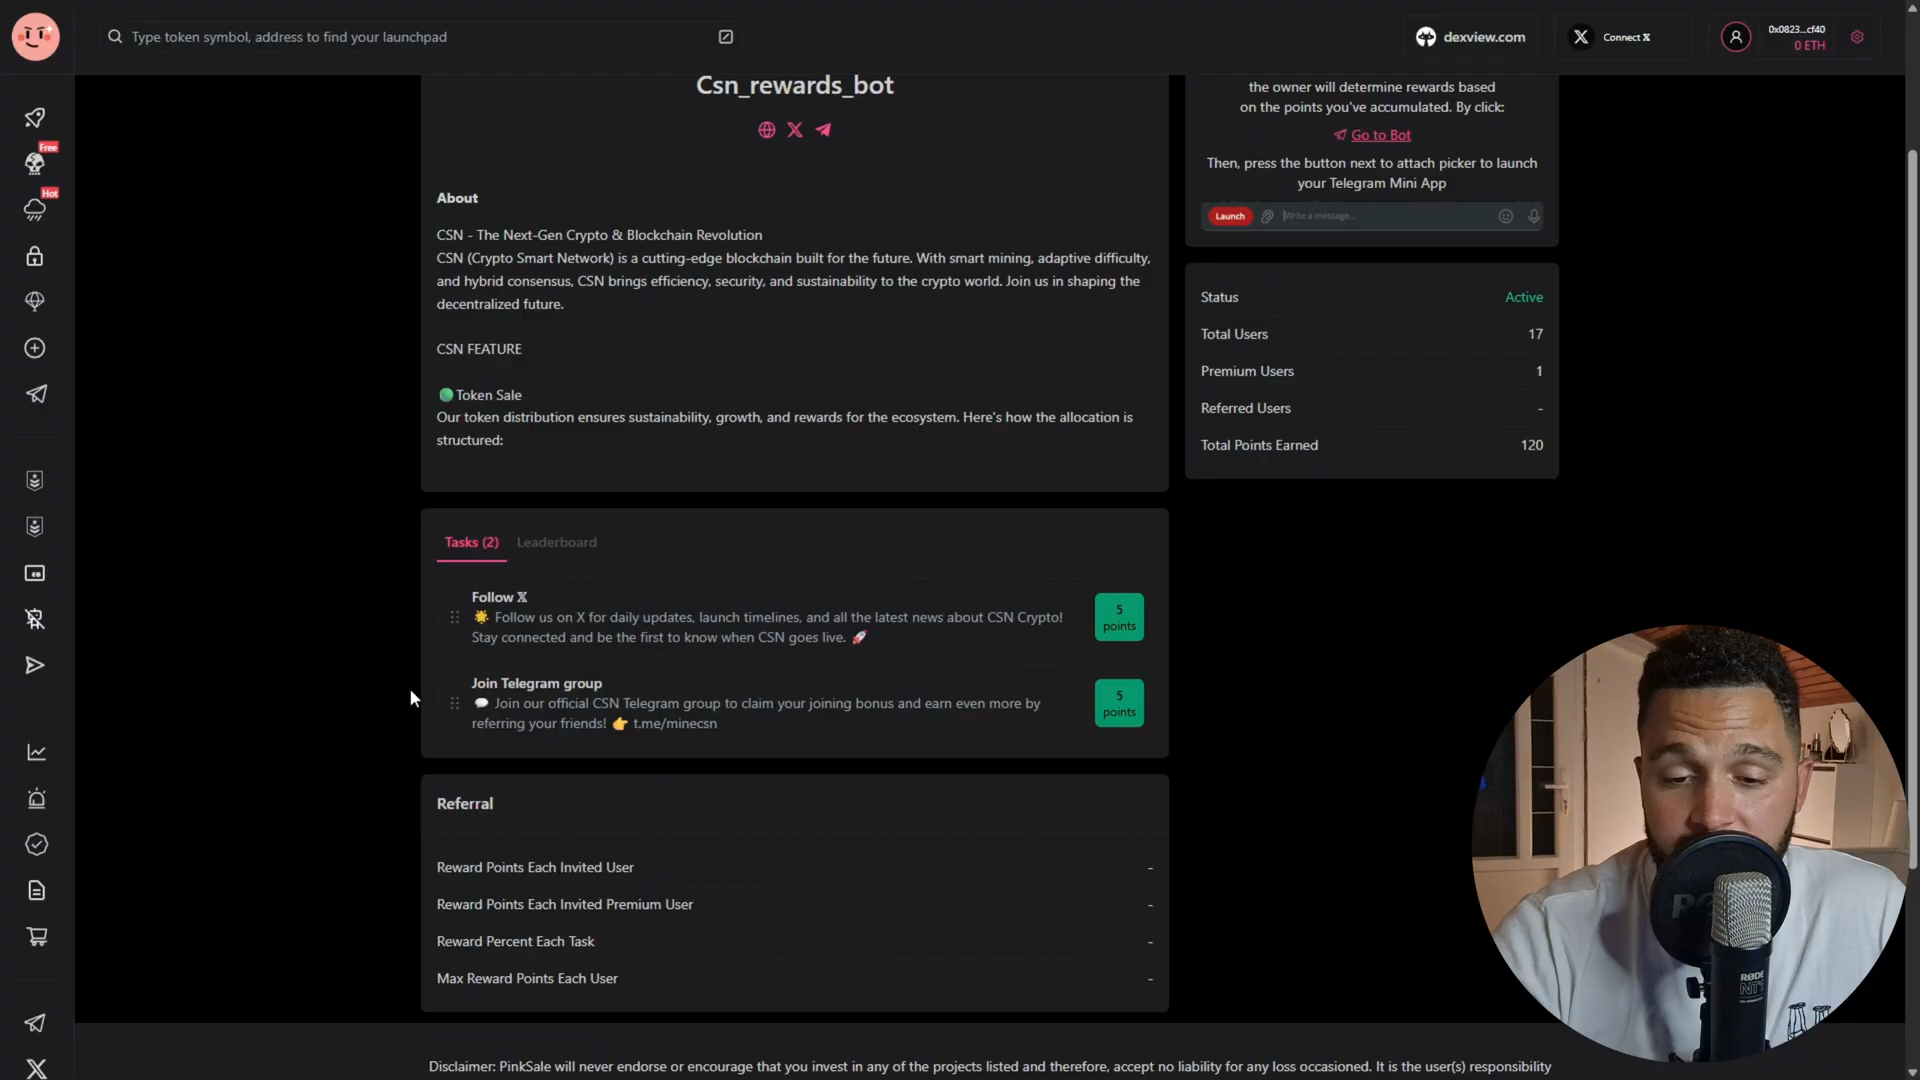 Type token symbol, address to find your launchpad
dexview.com
Connect 𝕏
0x0823...cf40
0 ETH
Free
Hot
Csn_rewards_bot
About
CSN - The Next-Gen Crypto & Blockchain Revolution
CSN (Crypto Smart Network) is a cutting-edge blockchain built for the future. With smart mining, adaptive difficulty,
and hybrid consensus, CSN brings efficiency, security, and sustainability to the crypto world. Join us in shaping the
decentralized future.
CSN FEATURE
🟢Token Sale
Our token distribution ensures sustainability, growth, and rewards for the ecosystem. Here's how the allocation is
structured:
the owner will determine rewards based
on the points you've accumulated. By click:
Go to Bot
Then, press the button next to attach picker to launch
your Telegram Mini App
Launch
Write a message...
Status Active
Total Users 17
Premium Users 1
Referred Users -
Total Points Earned 120
Tasks (2) Leaderboard
Follow 𝕏
🌟 Follow us on X for daily updates, launch timelines, and all the latest news about CSN Crypto!
Stay connected and be the first to know when CSN goes live. 🚀
5
points
Join Telegram group
💬 Join our official CSN Telegram group to claim your joining bonus and earn even more by
referring your friends! 👉 t.me/minecsn
5
points
Referral
Reward Points Each Invited User -
Reward Points Each Invited Premium User -
Reward Percent Each Task -
Max Reward Points Each User -
RØDE
NT1
Disclaimer: PinkSale will never endorse or encourage that you invest in any of the projects listed and therefore, accept no liability for any loss occasioned. It is the user(s) responsibility